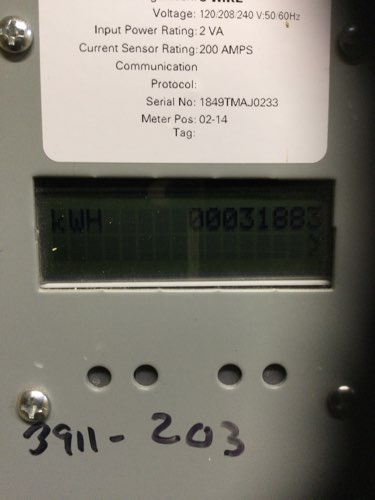 Voltage: 120/208/240 V:50:60Hz
Input Power Rating: 2 VA
Current Sensor Rating: 200 AMPS
Communication
Protocol:
Serial No: 1849TMAJ0233
Meter Pos: 02-14
Tag:
kWH 00031883
>
3911-203